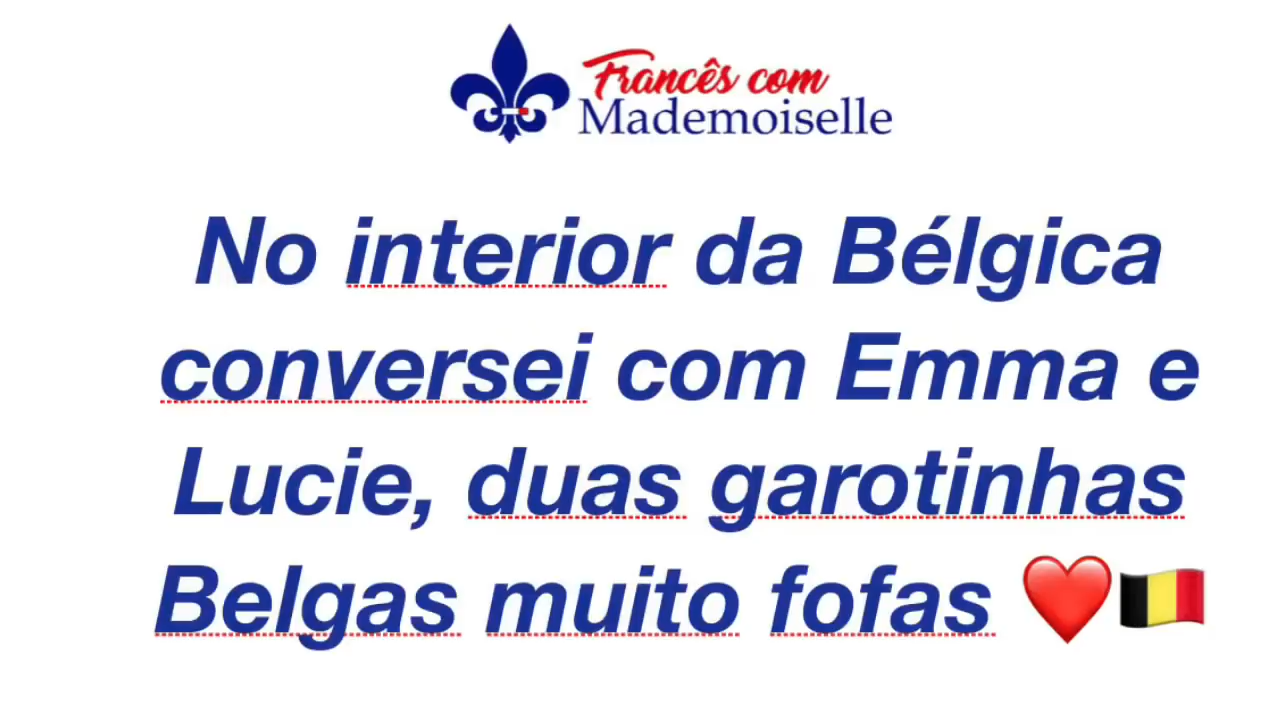 Francês com
Mademoiselle
No interior da Bélgica
conversei com Emma e
Lucie, duas garotinhas
Belgas muito fofas ❤️🇧🇪